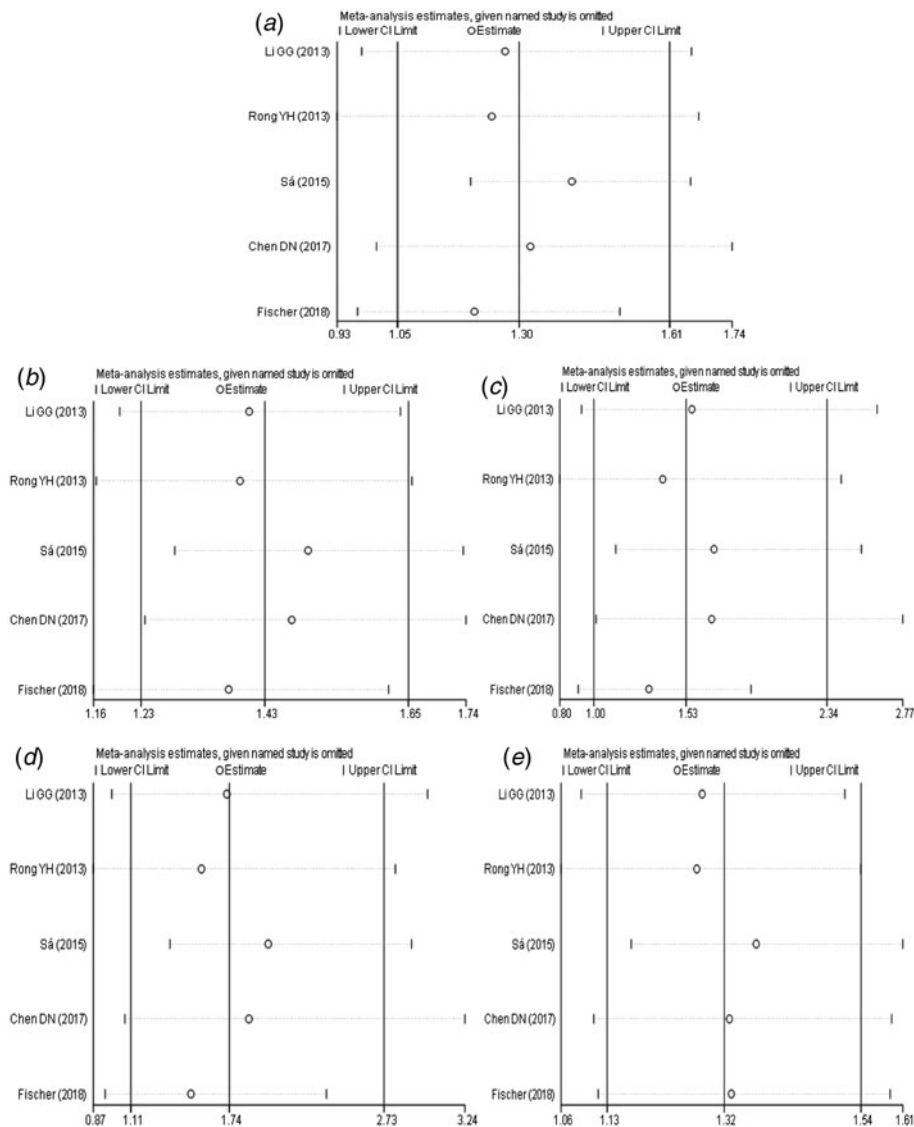 (a)
Meta-analysis estimates, given named study is omitted
Lower CI Limit Estimate Upper CI Limit
Li GG (2013)
Rong YH (2013)
Sá (2015)
Chen DN (2017)
Fischer (2018)
0.93 1.05 1.30 1.61 1.74
(b)
Meta-analysis estimates, given named study is omitted
Lower CI Limit Estimate Upper CI Limit
Li GG (2013)
Rong YH (2013)
Sá (2015)
Chen DN (2017)
Fischer (2018)
1.16 1.23 1.43 1.65 1.74
(c)
Meta-analysis estimates, given named study is omitted
Lower CI Limit Estimate Upper CI Limit
Li GG (2013)
Rong YH (2013)
Sá (2015)
Chen DN (2017)
Fischer (2018)
0.80 1.00 1.53 2.34 2.77
(d)
Meta-analysis estimates, given named study is omitted
Lower CI Limit Estimate Upper CI Limit
Li GG (2013)
Rong YH (2013)
Sá (2015)
Chen DN (2017)
Fischer (2018)
0.87 1.11 1.74 2.73 3.24
(e)
Meta-analysis estimates, given named study is omitted
Lower CI Limit Estimate Upper CI Limit
Li GG (2013)
Rong YH (2013)
Sá (2015)
Chen DN (2017)
Fischer (2018)
1.06 1.13 1.32 1.54 1.61